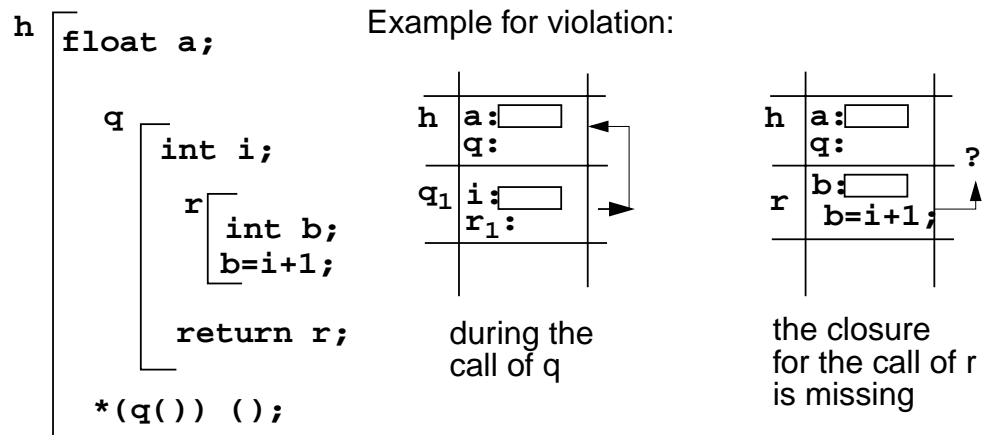 Example for violation:
h
float a;
q
int i;
r
int b;
b=i+1;
return r;
*(q()) ();
h a:
q:
q1 i:
r1:
during the
call of q
h a:
q:
?
r b:
b=i+1;
the closure
for the call of r
is missing